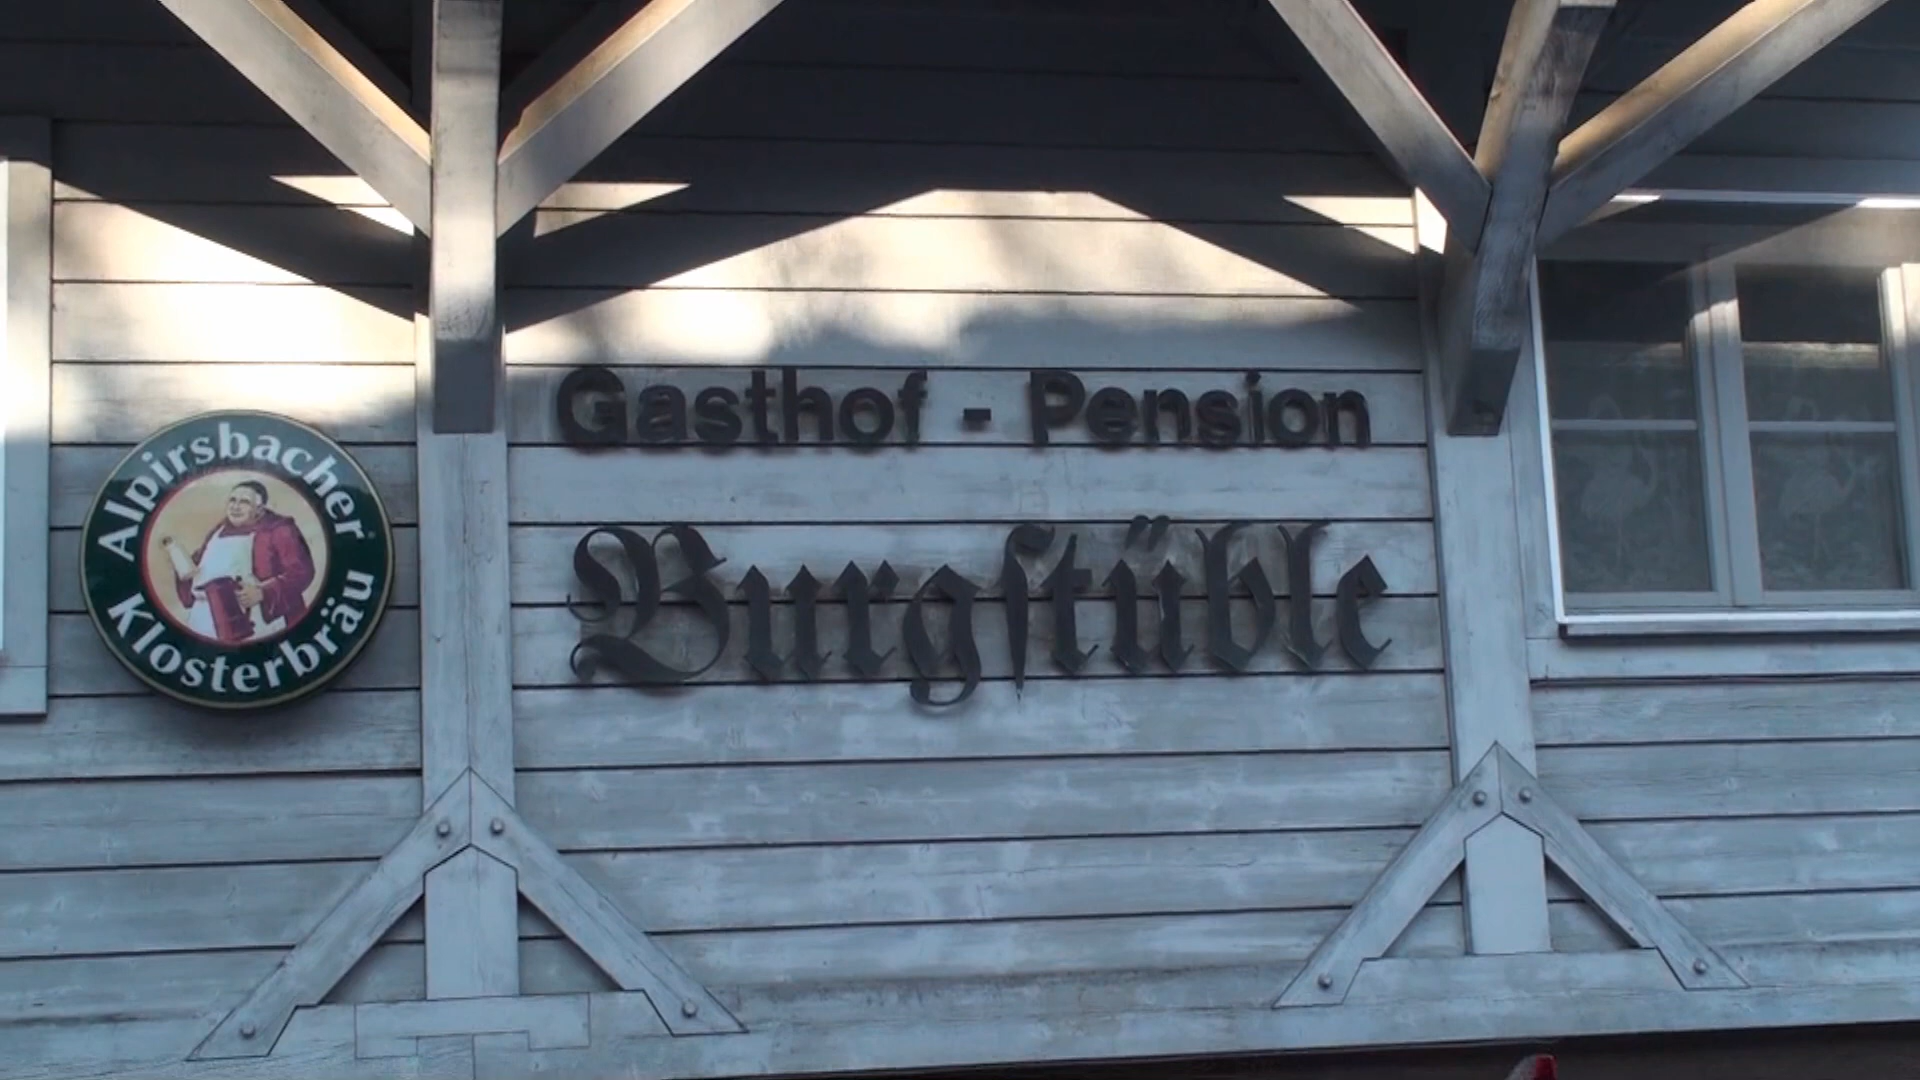 Alpirsbacher
Klosterbräu
Gasthof - Pension
Burgſtüble